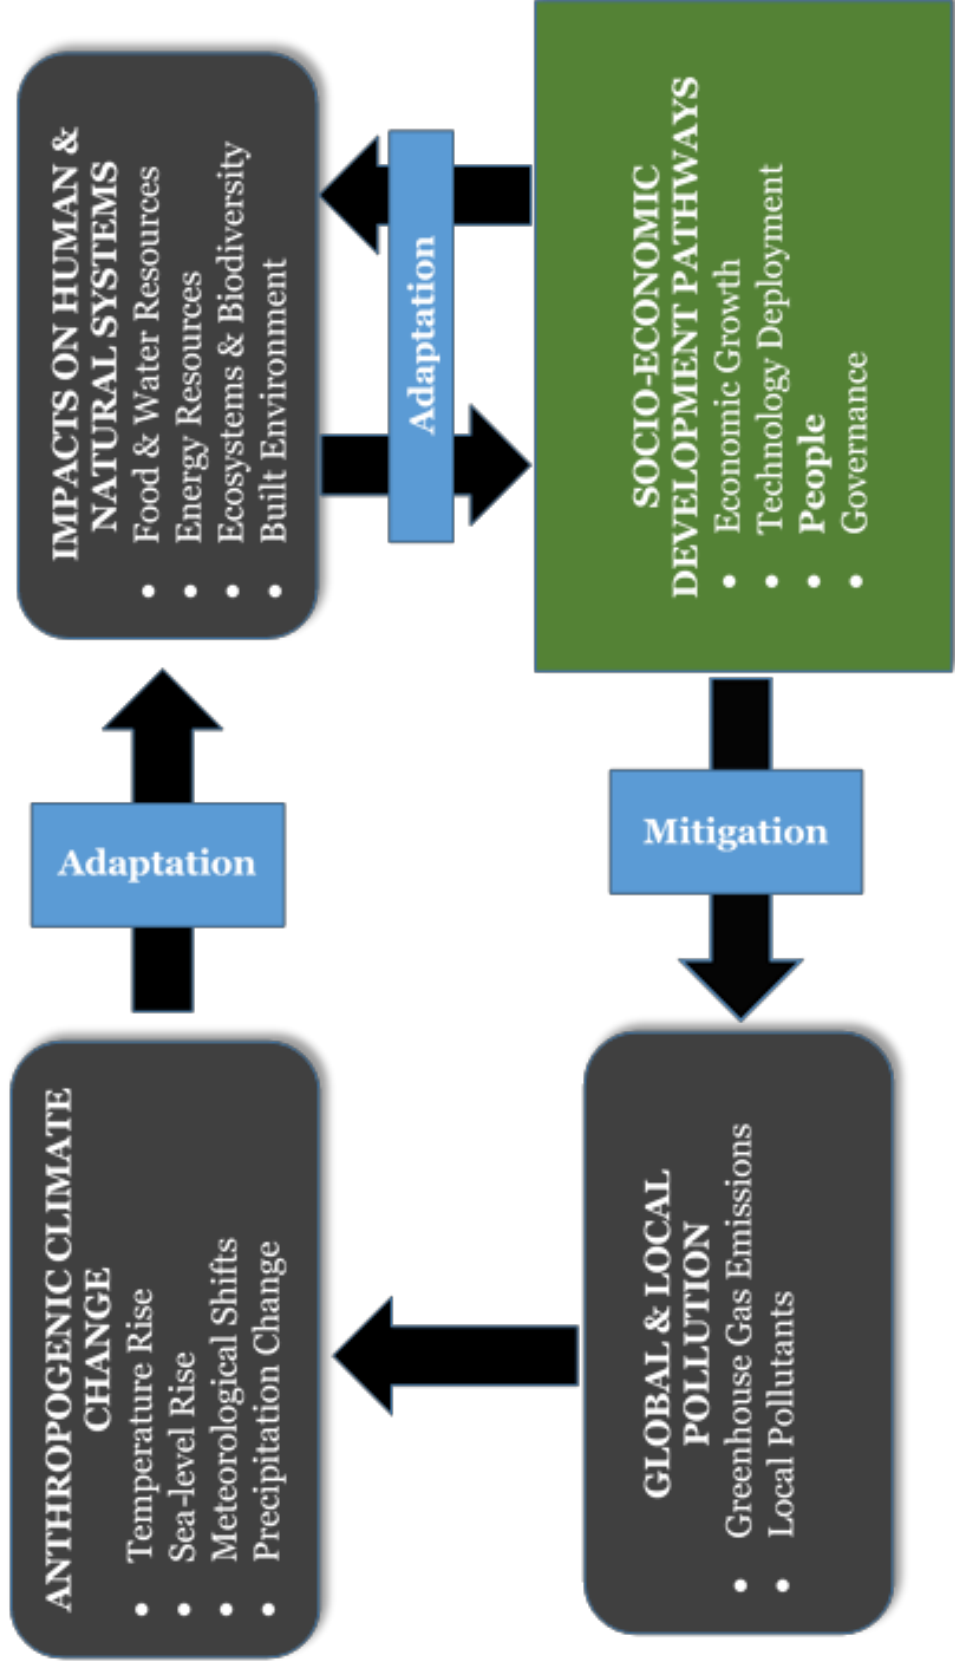 ANTHROPOGENIC CLIMATE
CHANGE
• Temperature Rise
• Sea-level Rise
• Meteorological Shifts
• Precipitation Change
Adaptation
IMPACTS ON HUMAN &
NATURAL SYSTEMS
• Food & Water Resources
• Energy Resources
• Ecosystems & Biodiversity
• Built Environment
Adaptation
SOCIO-ECONOMIC
DEVELOPMENT PATHWAYS
• Economic Growth
• Technology Deployment
• People
• Governance
Mitigation
GLOBAL & LOCAL
POLLUTION
• Greenhouse Gas Emissions
• Local Pollutants